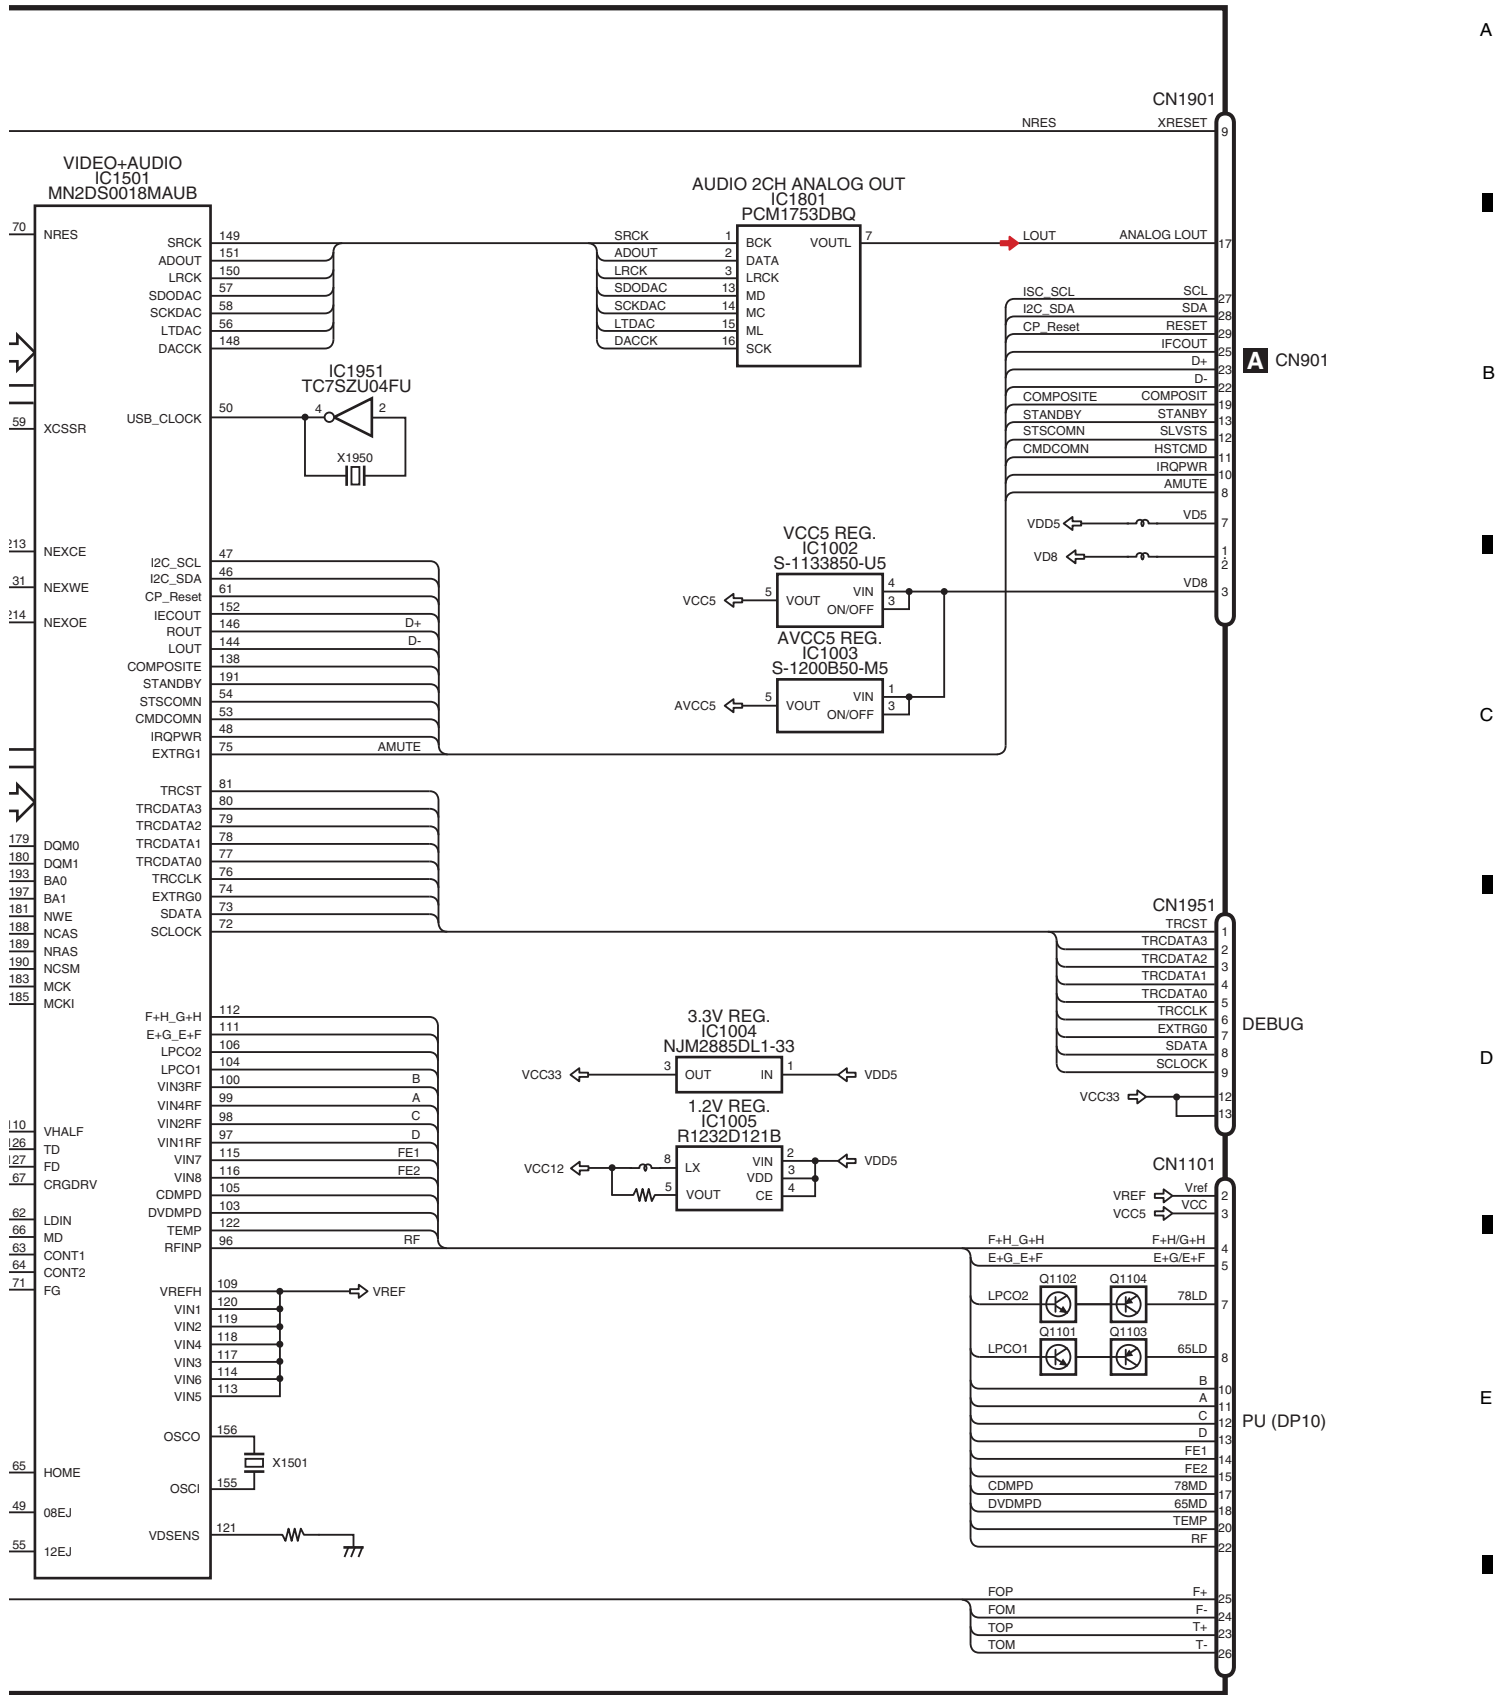 A
CN1901
NRES XRESET 9
VIDEO+AUDIO
IC1501
MN2DS0018MAUB
AUDIO 2CH ANALOG OUT
IC1801
PCM1753DBQ
70 NRES
SRCK 149 SRCK 1 BCK VOUTL 7 LOUT ANALOG LOUT 17
ADOUT 151 ADOUT 2 DATA
LRCK 150 LRCK 3 LRCK
SDODAC 57 SDODAC 13 MD
SCKDAC 58 SCKDAC 14 MC
LTDAC 56 LTDAC 15 ML
DACCK 148 DACCK 16 SCK
ISC_SCL SCL 27
I2C_SDA SDA 28
CP_Reset RESET 29
IFCOUT 25
D+ 23
D- 22
COMPOSITE COMPOSIT 19
STANDBY STANBY 13
STSCOMN SLVSTS 12
CMDCOMN HSTCMD 11
IRQPWR 10
AMUTE 8
A CN901
B
IC1951
TC7SZU04FU
USB_CLOCK 50 4 2
X1950
59 XCSSR
VDD5 VD5 7
VD8 1
2
VD8 3
VCC5 REG.
IC1002
S-1133850-U5
VCC5 5 VOUT VIN 4
ON/OFF 3
AVCC5 REG.
IC1003
S-1200B50-M5
AVCC5 5 VOUT VIN 1
ON/OFF 3
213 NEXCE
31 NEXWE
214 NEXOE
I2C_SCL 47
I2C_SDA 46
CP_Reset 61
IECOUT 152
ROUT 146 D+
LOUT 144 D-
COMPOSITE 138
STANDBY 191
STSCOMN 54
CMDCOMN 53
IRQPWR 48
EXTRG1 75 AMUTE
C
TRCST 81
TRCDATA3 80
TRCDATA2 79
TRCDATA1 78
TRCDATA0 77
TRCCLK 76
EXTRG0 74
SDATA 73
SCLOCK 72
179 DQM0
180 DQM1
193 BA0
197 BA1
181 NWE
188 NCAS
189 NRAS
190 NCSM
183 MCK
185 MCKI
CN1951
TRCST 1
TRCDATA3 2
TRCDATA2 3
TRCDATA1 4
TRCDATA0 5
TRCCLK 6
EXTRG0 7
SDATA 8
SCLOCK 9
VCC33 12
13
DEBUG
D
F+H_G+H 112
E+G_E+F 111
LPCO2 106
LPCO1 104
VIN3RF 100 B
VIN4RF 99 A
VIN2RF 98 C
VIN1RF 97 D
VIN7 115 FE1
VIN8 116 FE2
CDMPD 105
DVDMPD 103
TEMP 122
RFINP 96 RF
3.3V REG.
IC1004
NJM2885DL1-33
VCC33 3 OUT IN 1 VDD5
1.2V REG.
IC1005
R1232D121B
VCC12 8 LX VIN 2 VDD5
VDD 3
5 VOUT CE 4
110 VHALF
126 TD
127 FD
67 CRGDRV
62 LDIN
66 MD
63 CONT1
64 CONT2
71 FG
CN1101
VREF Vref 2
VCC5 VCC 3
F+H_G+H F+H/G+H 4
E+G_E+F E+G/E+F 5
LPCO2 Q1102 Q1104 78LD 7
LPCO1 Q1101 Q1103 65LD 8
B 10
A 11
C 12
D 13
FE1 14
FE2 15
CDMPD 78MD 17
DVDMPD 65MD 18
TEMP 20
RF 22
PU (DP10)
E
VREFH 109 VREF
VIN1 120
VIN2 119
VIN4 118
VIN3 117
VIN6 114
VIN5 113
OSCO 156
X1501
OSCI 155
VDSENS 121
65 HOME
49 08EJ
55 12EJ
FOP F+ 25
FOM F- 24
TOP T+ 23
TOM T- 26